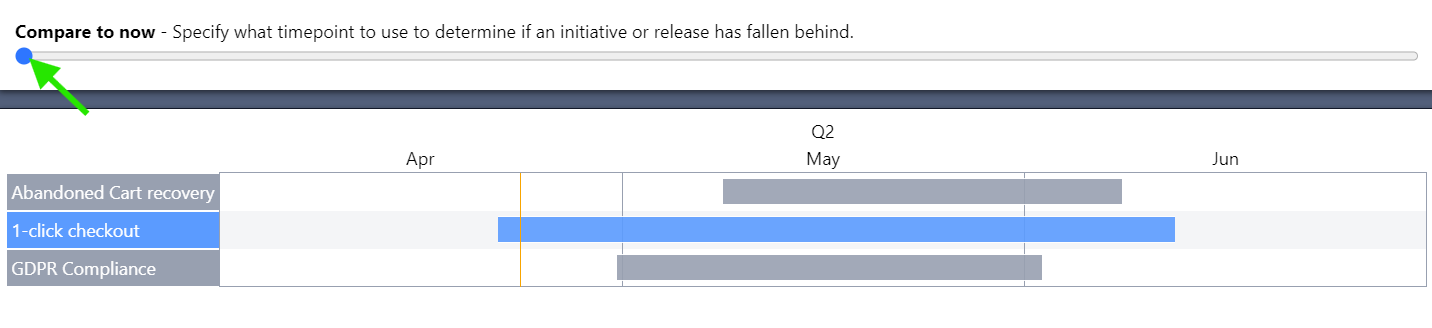 Compare to now - Specify what timepoint to use to determine if an initiative or release has fallen behind.
Q2
Apr May Jun
Abandoned Cart recovery
1-click checkout
GDPR Compliance